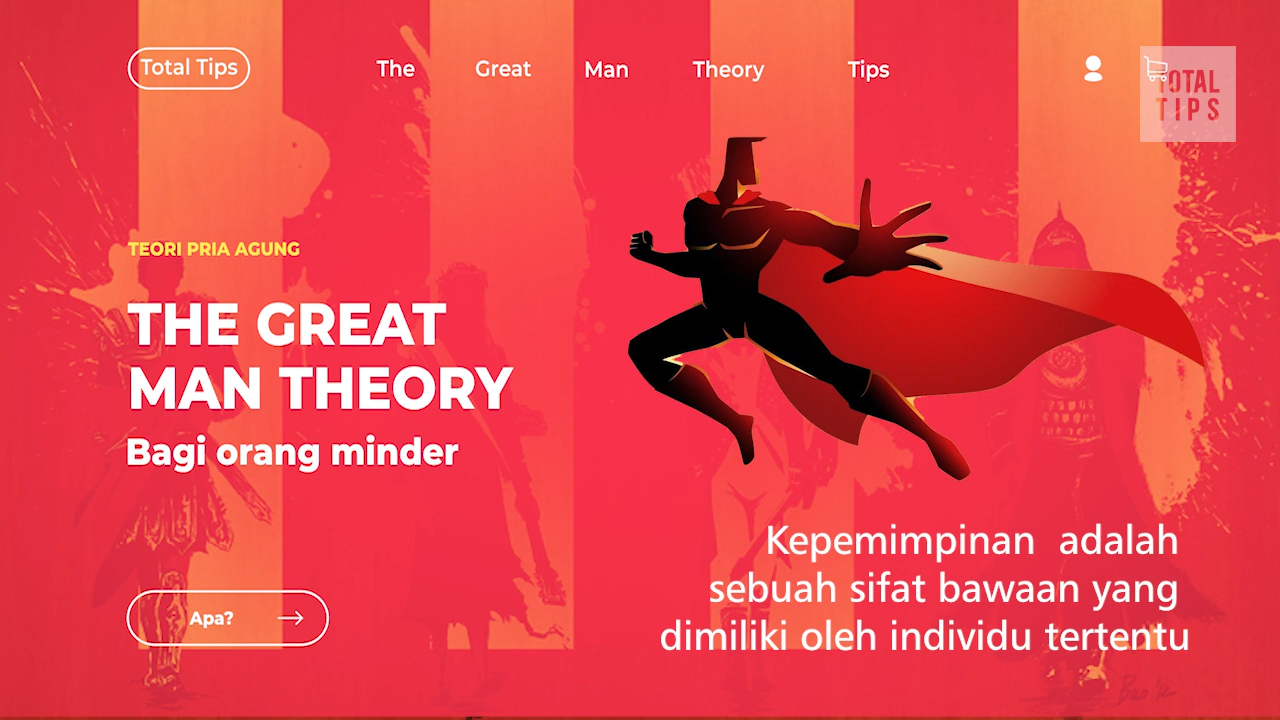 Total Tips
The Great Man Theory Tips
TOTAL
TIPS
TEORI PRIA AGUNG
THE GREAT
MAN THEORY
Bagi orang minder
Apa?
Kepemimpinan adalah
sebuah sifat bawaan yang
dimiliki oleh individu tertentu